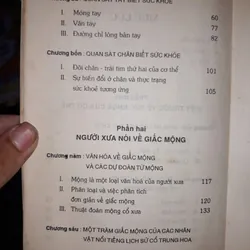 I. Móng tay 60
II. Vân tay 77
III. Đường chỉ lòng bàn tay 82
Chương bốn: QUAN SÁT CHÂN BIẾT SỨC KHỎE
I. Đôi chân - trái tim thứ hai của cơ thể 101
II. Sự biến đổi ở chân và thực trạng
sức khoẻ tương ứng 105
Phần hai
NGƯỜI XƯA NÓI VỀ GIẤC MỘNG
Chương năm: VĂN HÓA VỀ GIẤC MỘNG
VÀ CÁC DỰ ĐOÁN TỪ MỘNG
I. Mộng là một loại văn hoá của người xưa 117
II. Phân loại và việc phân tích
đơn giản về giấc mộng 120
III. Thuật đoán mộng cổ xưa 133
Chương sáu: MỘT TRĂM GIẤC MỘNG CỦA CÁC NHÂN
VẬT NỔI TIẾNG LỊCH SỬ CỔ TRUNG HOA